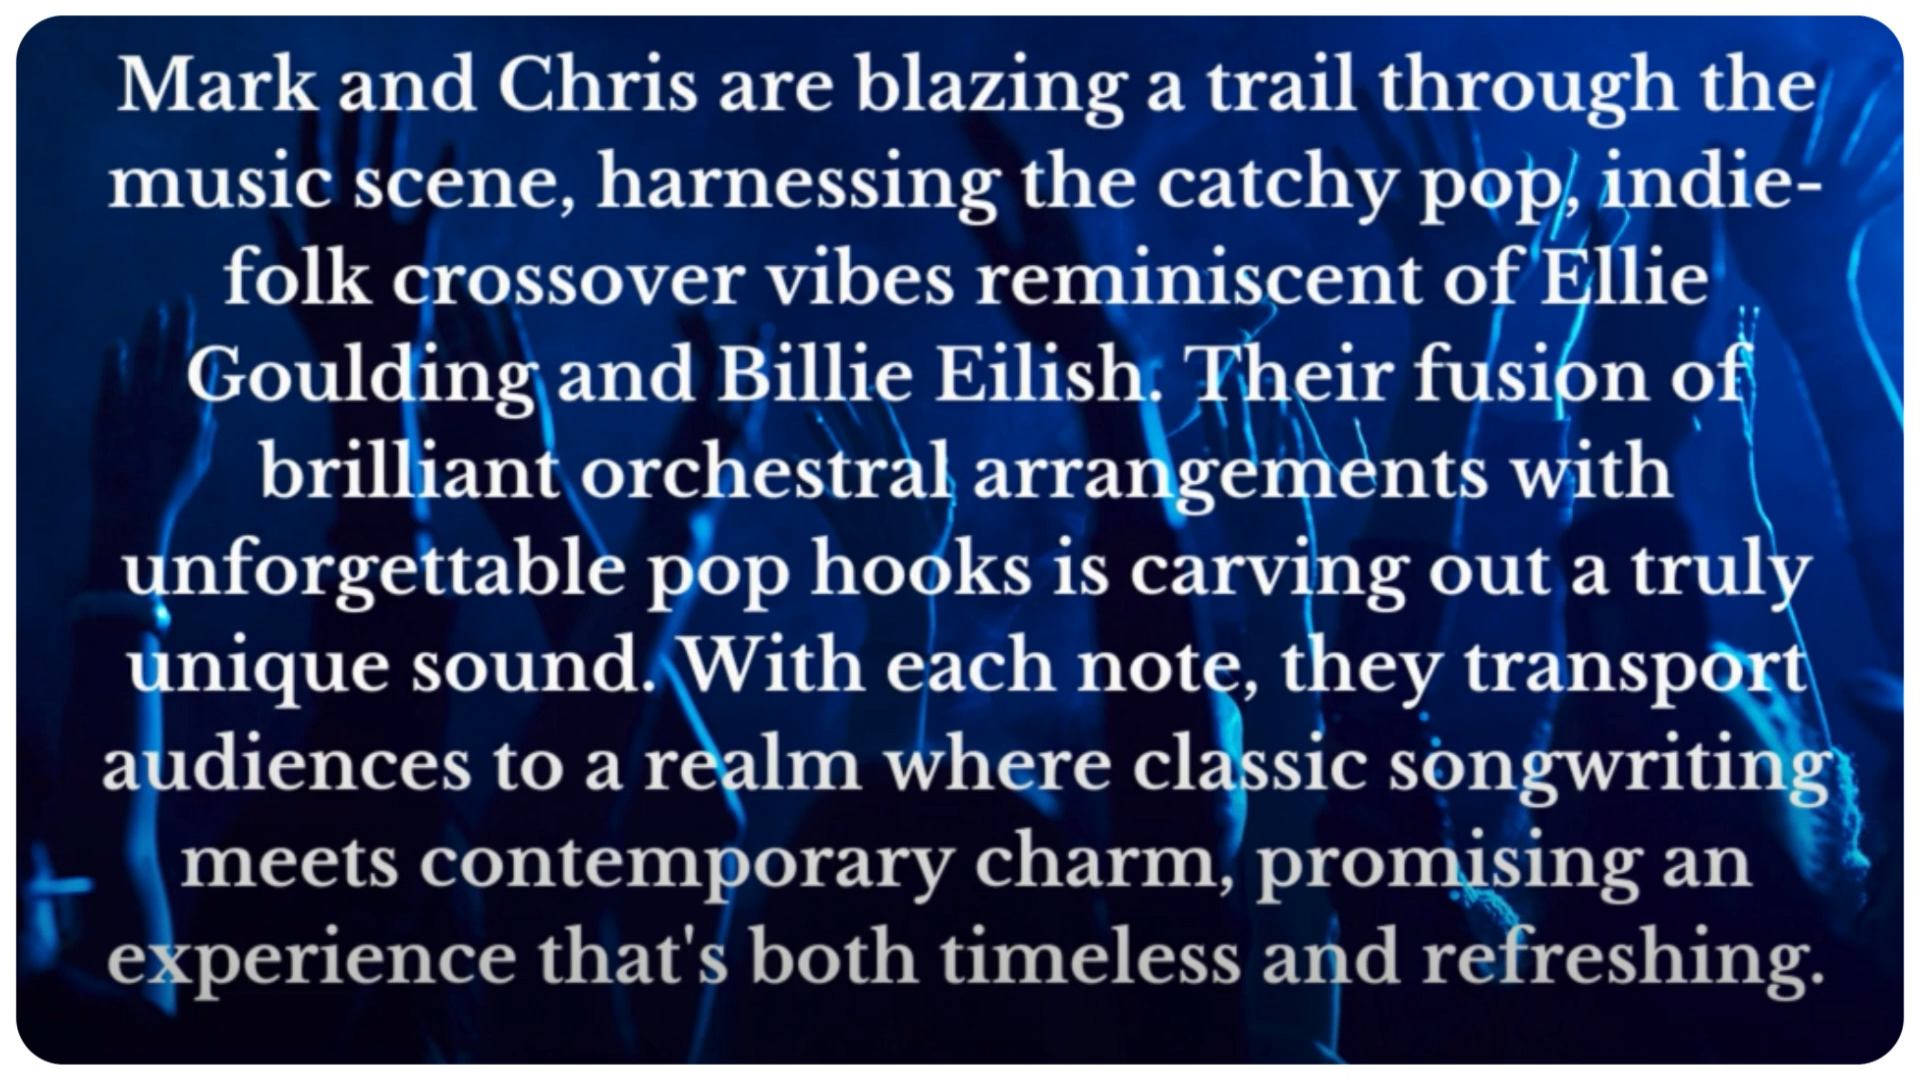 Mark and Chris are blazing a trail through the
music scene, harnessing the catchy pop, indie-
folk crossover vibes reminiscent of Ellie
Goulding and Billie Eilish. Their fusion of
brilliant orchestral arrangements with
unforgettable pop hooks is carving out a truly
unique sound. With each note, they transport
audiences to a realm where classic songwriting
meets contemporary charm, promising an
experience that's both timeless and refreshing.